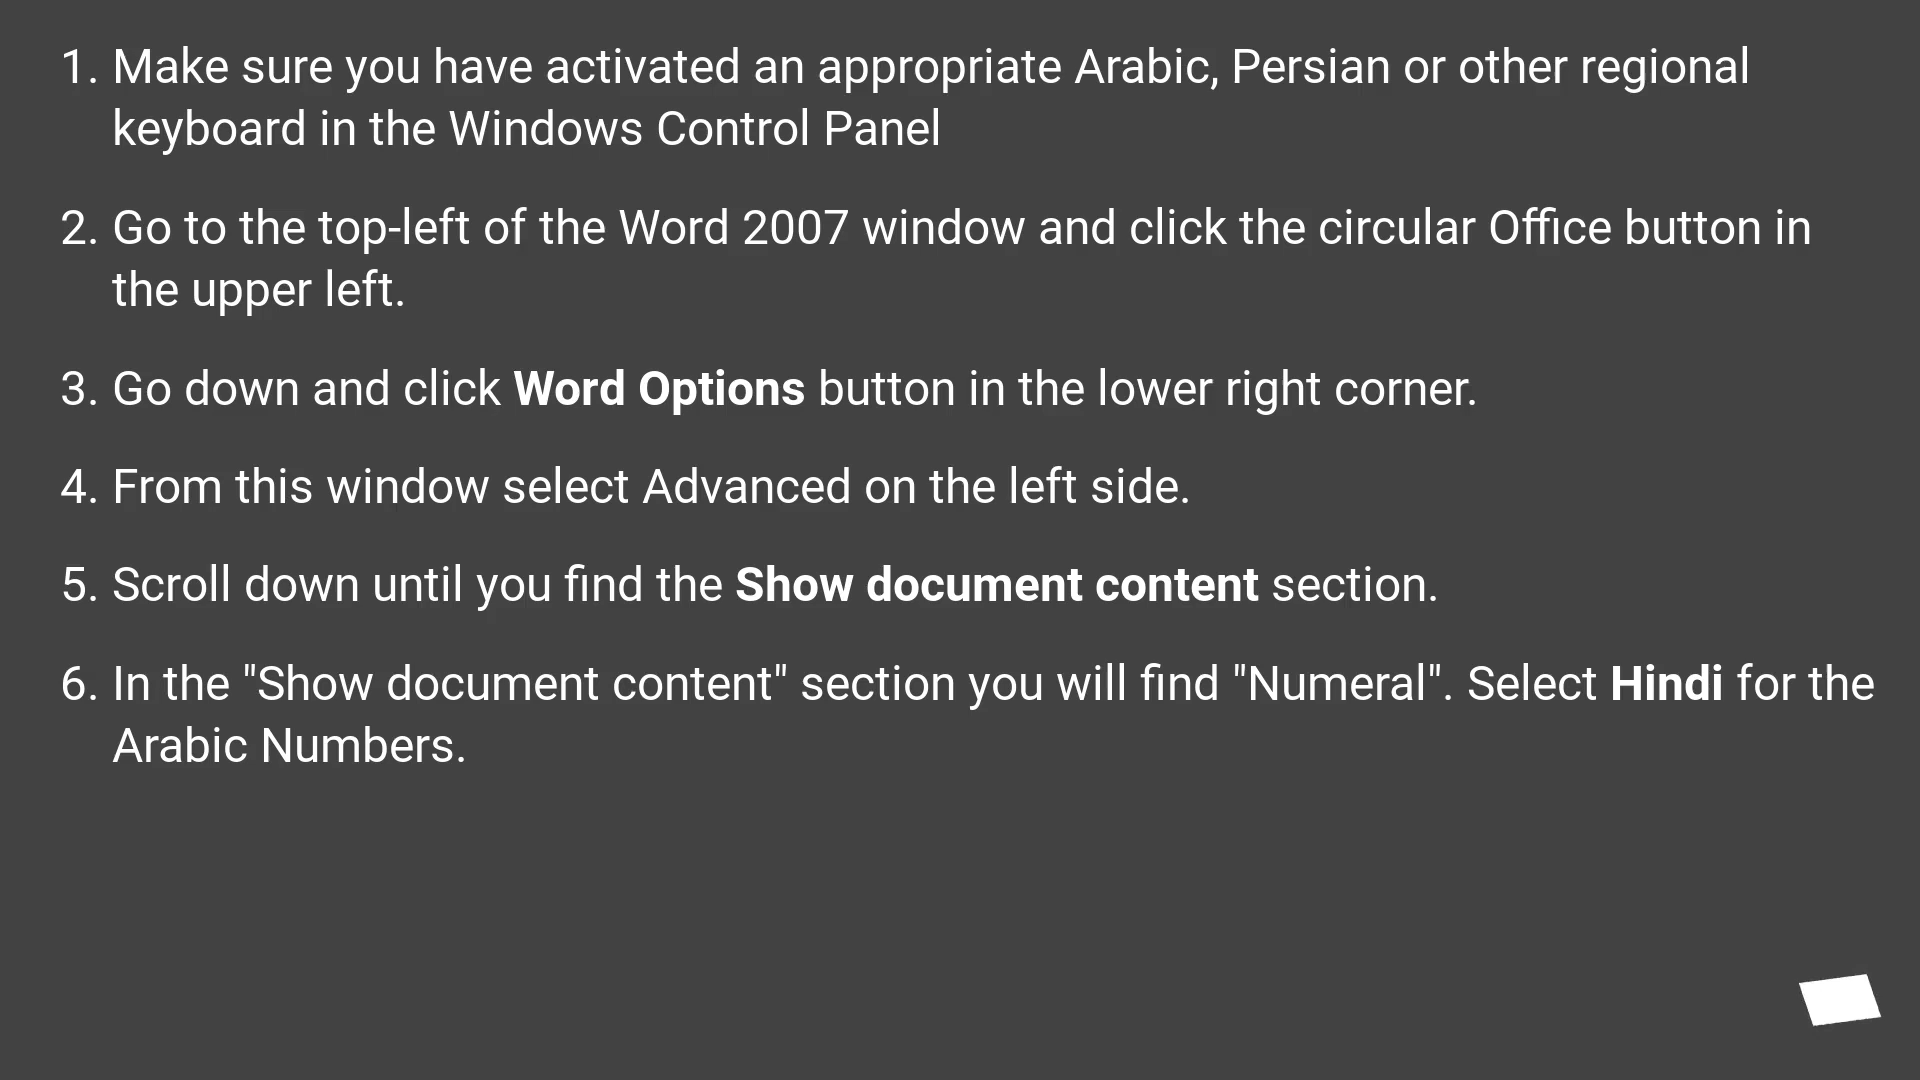 1. Make sure you have activated an appropriate Arabic, Persian or other regional
keyboard in the Windows Control Panel
2. Go to the top-left of the Word 2007 window and click the circular Office button in
the upper left.
3. Go down and click Word Options button in the lower right corner.
4. From this window select Advanced on the left side.
5. Scroll down until you find the Show document content section.
6. In the "Show document content" section you will find "Numeral". Select Hindi for the
Arabic Numbers.